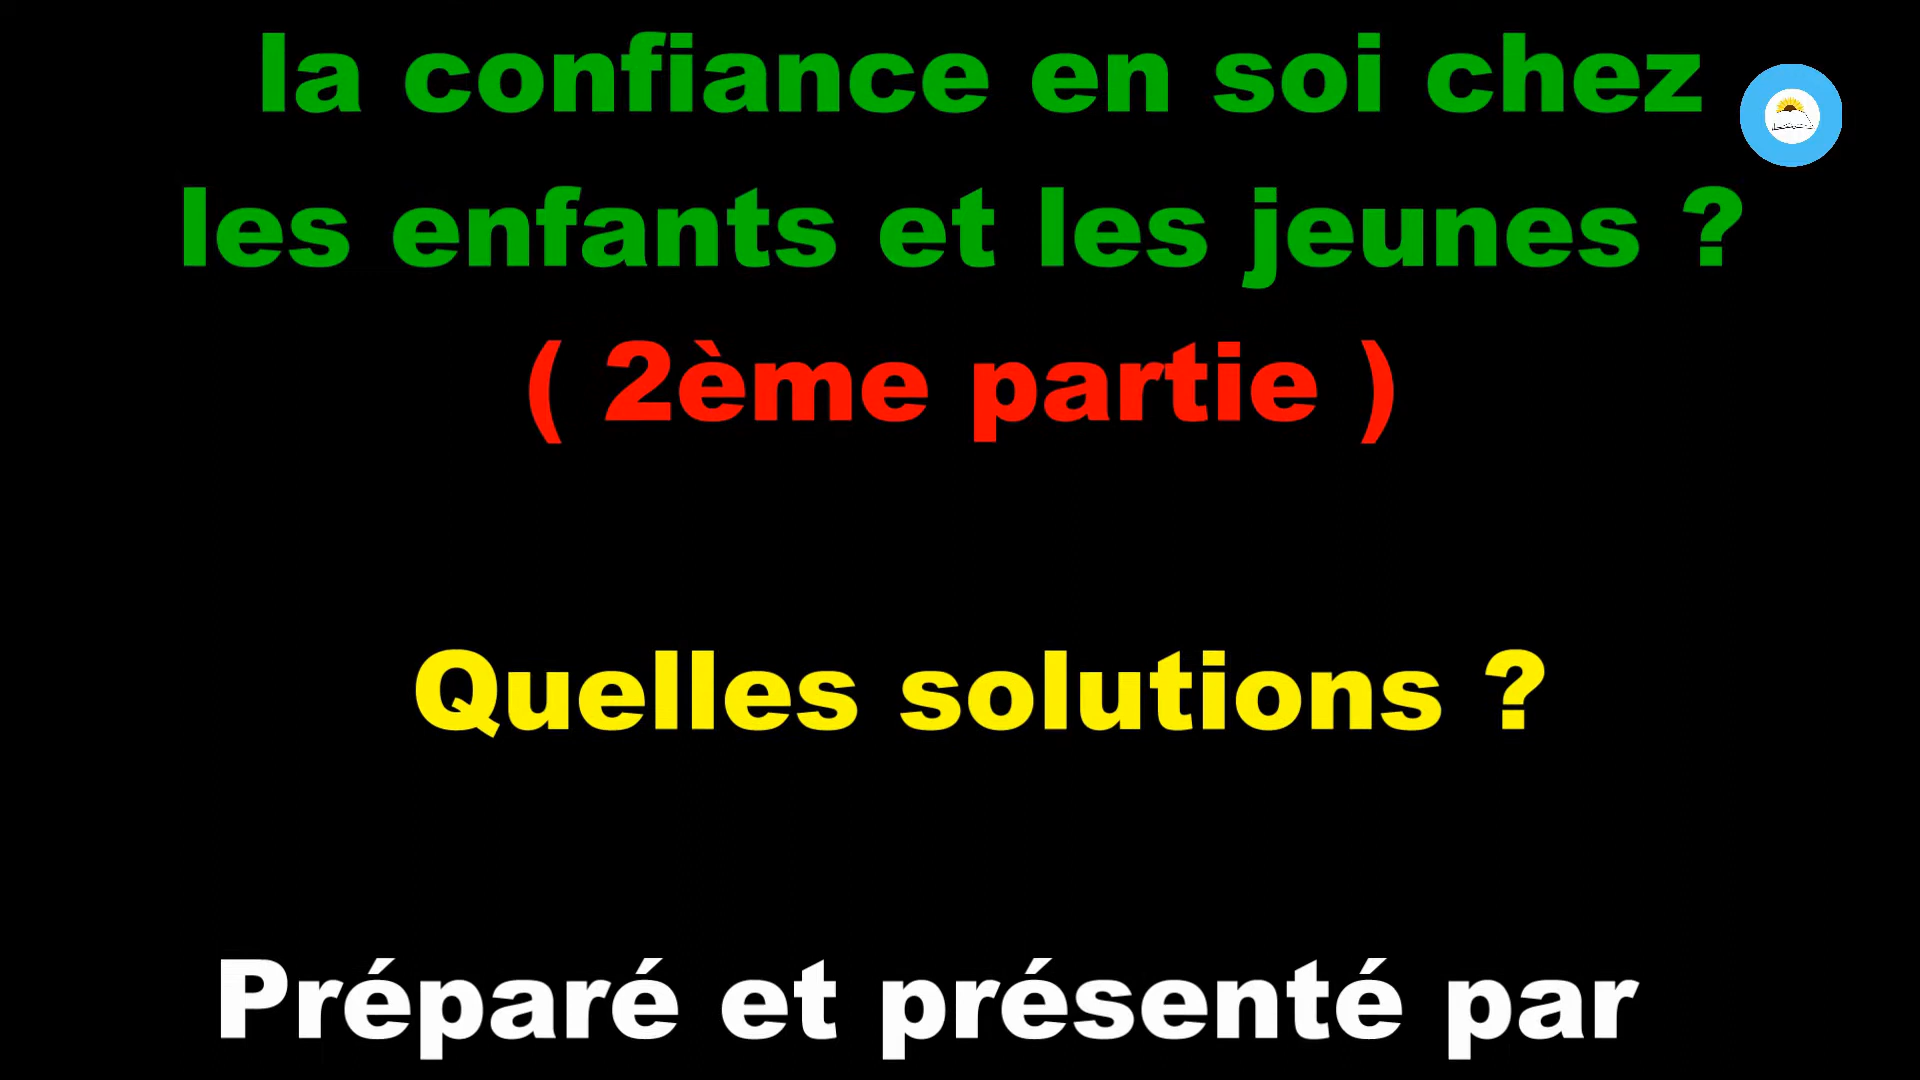 la confiance en soi chez
les enfants et les jeunes ?
( 2ème partie )
Quelles solutions ?
Préparé et présenté par